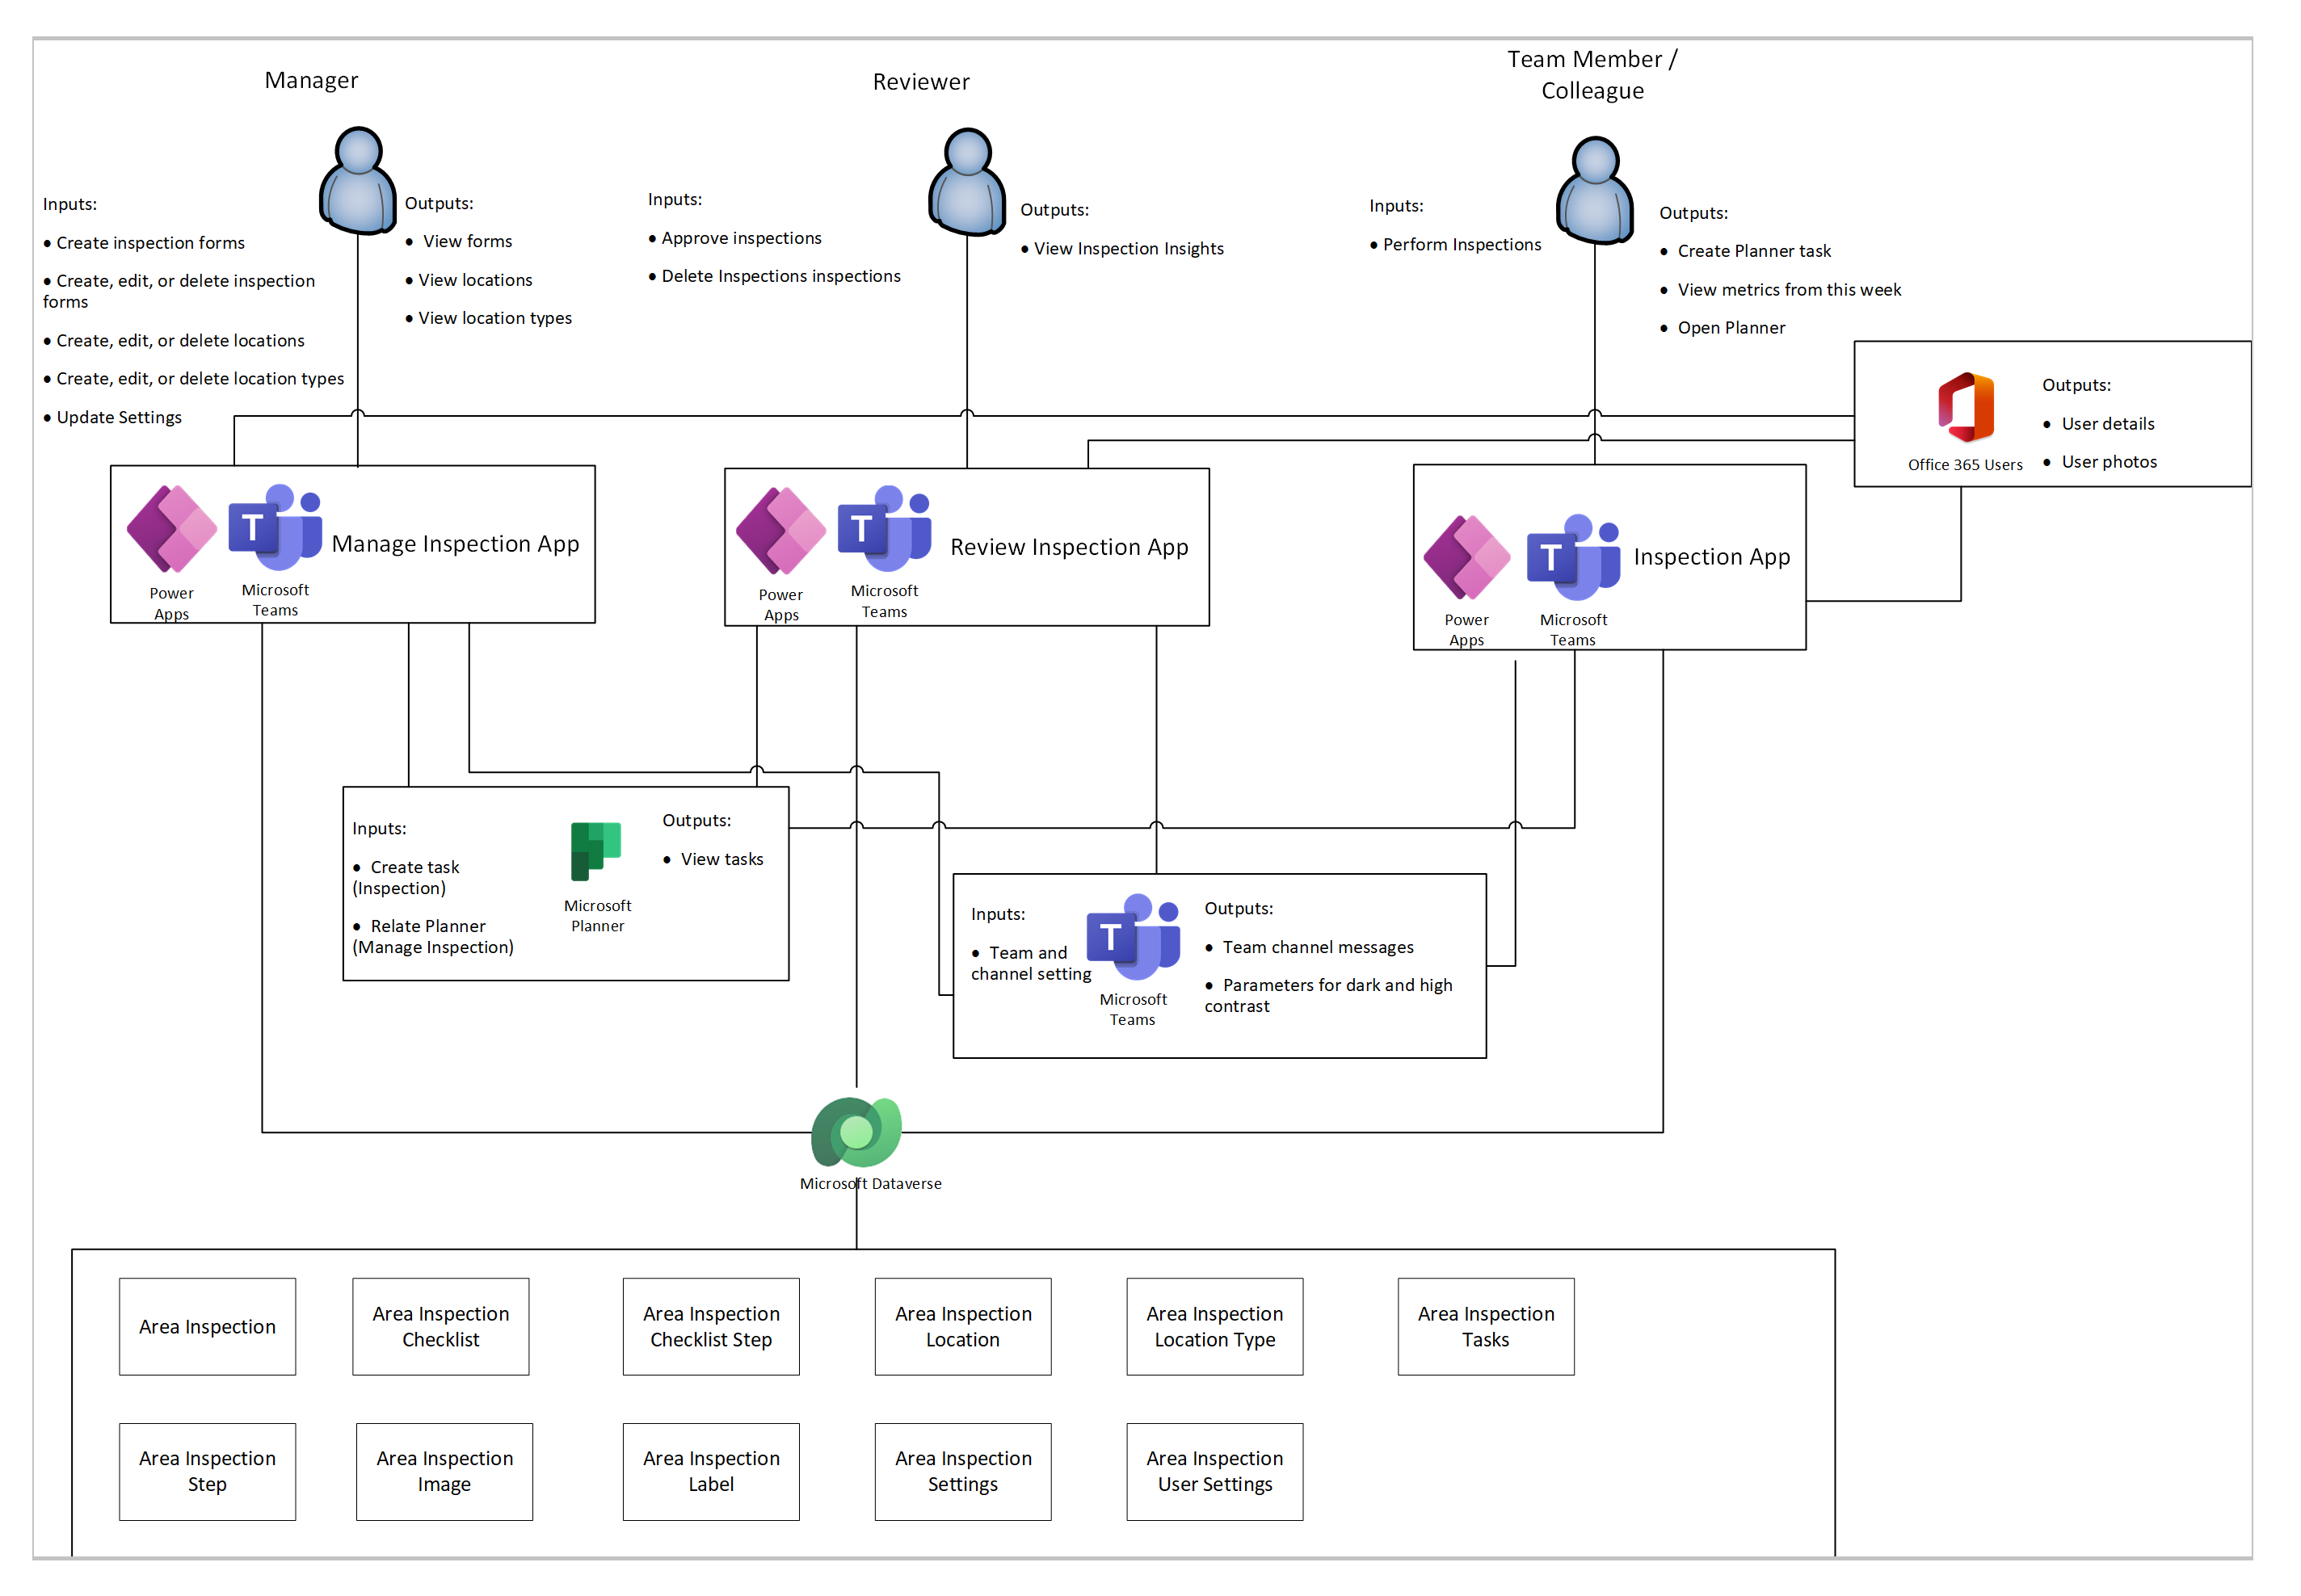 Manager
Reviewer
Team Member /
Colleague
Inputs:
● Create inspection forms
● Create, edit, or delete inspection
forms
● Create, edit, or delete locations
● Create, edit, or delete location types
● Update Settings
Outputs:
● View forms
● View locations
● View location types
Inputs:
● Approve inspections
● Delete Inspections inspections
Outputs:
● View Inspection Insights
Inputs:
● Perform Inspections
Outputs:
● Create Planner task
● View metrics from this week
● Open Planner
Office 365 Users
Outputs:
● User details
● User photos
Power
Apps
T
Microsoft
Teams
Manage Inspection App
Power
Apps
T
Microsoft
Teams
Review Inspection App
Power
Apps
T
Microsoft
Teams
Inspection App
Inputs:
● Create task
(Inspection)
● Relate Planner
(Manage Inspection)
Microsoft
Planner
Outputs:
● View tasks
Inputs:
● Team and
channel setting
T
Microsoft
Teams
Outputs:
● Team channel messages
● Parameters for dark and high
contrast
Microsoft Dataverse
Area Inspection
Area Inspection
Checklist
Area Inspection
Checklist Step
Area Inspection
Location
Area Inspection
Location Type
Area Inspection
Tasks
Area Inspection
Step
Area Inspection
Image
Area Inspection
Label
Area Inspection
Settings
Area Inspection
User Settings